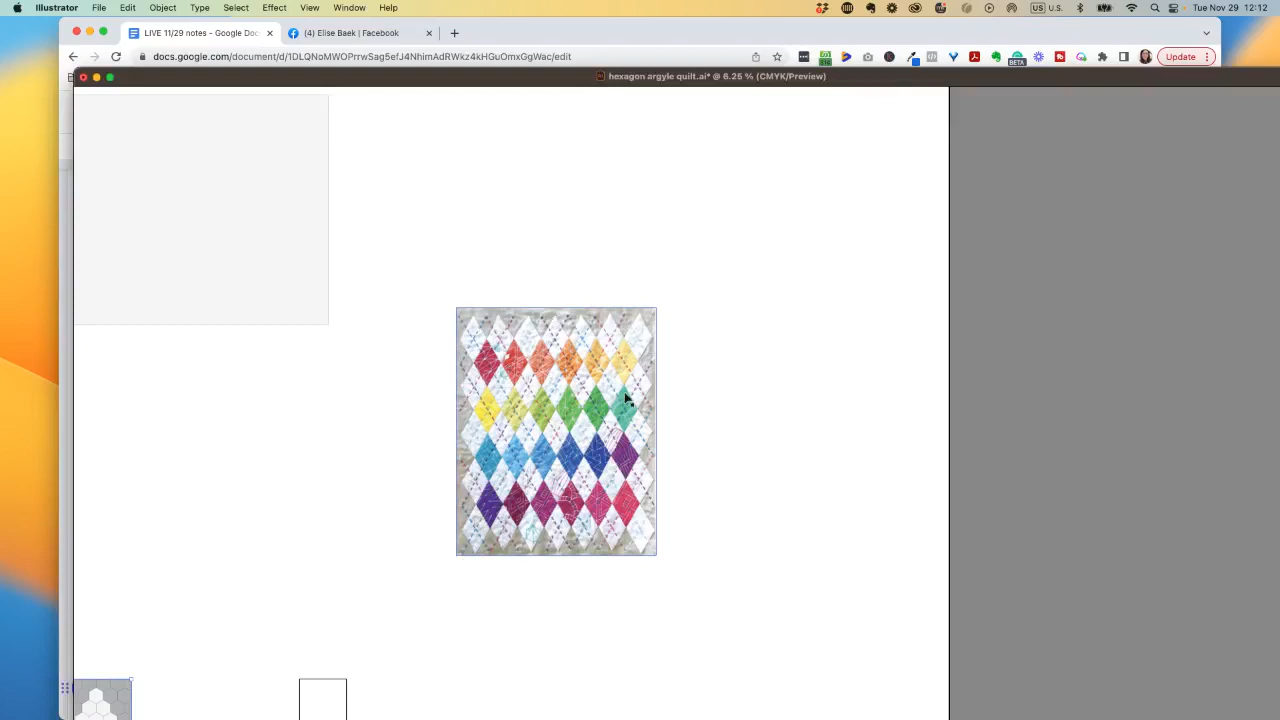 Illustrator File Edit Object Type Select Effect View Window Help U.S. Tue Nov 29 12:12
LIVE 11/29 notes - Google Doc (4) Elise Baek | Facebook
docs.google.com/document/d/1DLQNoMWOPrrwSag5efJ4NhimAdRWkz4kHGuOmxGgWac/edit Update
516
BETA
hexagon argyle quilt.ai* @ 6.25 % (CMYK/Preview)